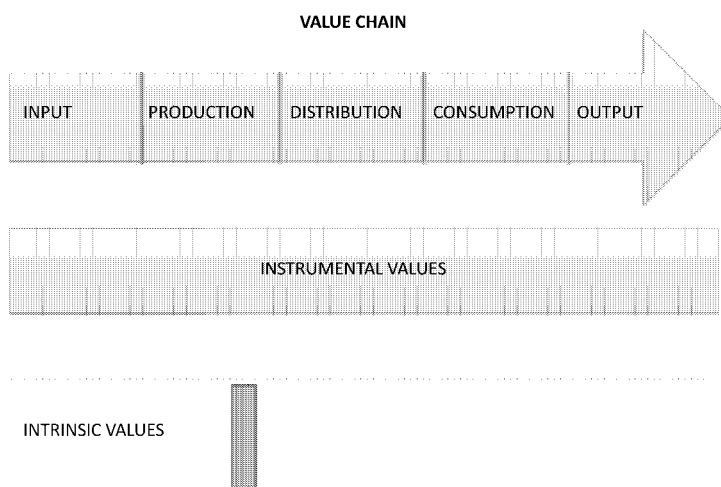 VALUE CHAIN
INPUT PRODUCTION DISTRIBUTION CONSUMPTION OUTPUT
INSTRUMENTAL VALUES
INTRINSIC VALUES